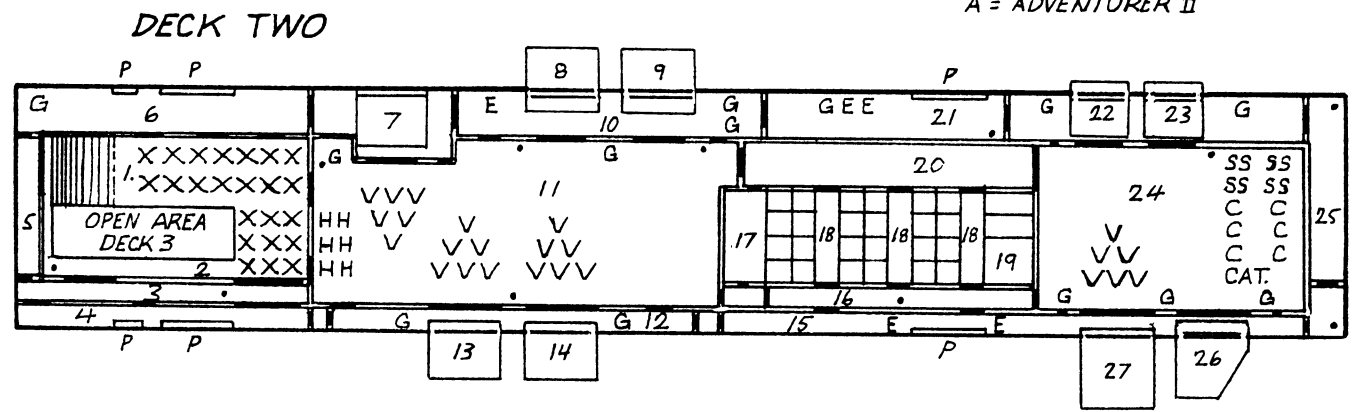 A = ADVENTURER II
DECK TWO
P P
8 9
P
G E G G E E G 22 23 G
6 7 10 G 21
G G
X X X X X X X
1. X X X X X X X
20 SS SS
11 24 SS SS
V V V
OPEN AREA X X X H H V V V V C C
DECK 3 X X X H H V V V V V V C C
5 17 18 18 18 19 25
2 X X X H H V V V V V V V V V V V C C
CAT.
3 16 G G G
4 G G 12 15 E E
P P 13 14 P 27 26